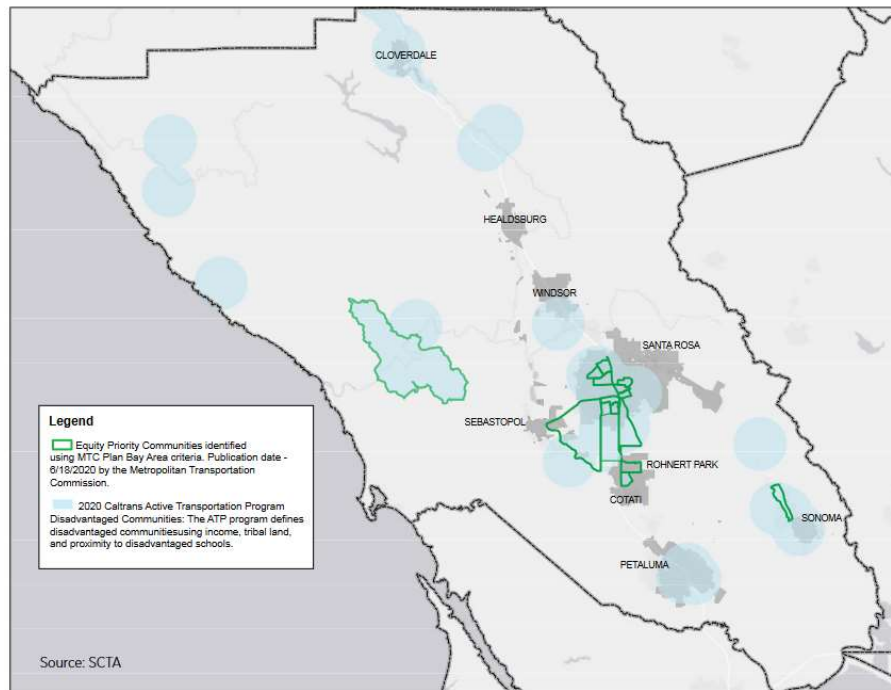 CLOVERDALE
HEALDSBURG
WINDSOR
SANTA ROSA
SEBASTOPOL
ROHNERT PARK
COTATI
SONOMA
PETALUMA
Legend
Equity Priority Communities identified
using MTC Plan Bay Area criteria. Publication date -
6/18/2020 by the Metropolitan Transportation
Commission.
2020 Caltrans Active Transportation Program
Disadvantaged Communities: The ATP program defines
disadvantaged communitiesusing income, tribal land,
and proximity to disadvantaged schools.
Source: SCTA